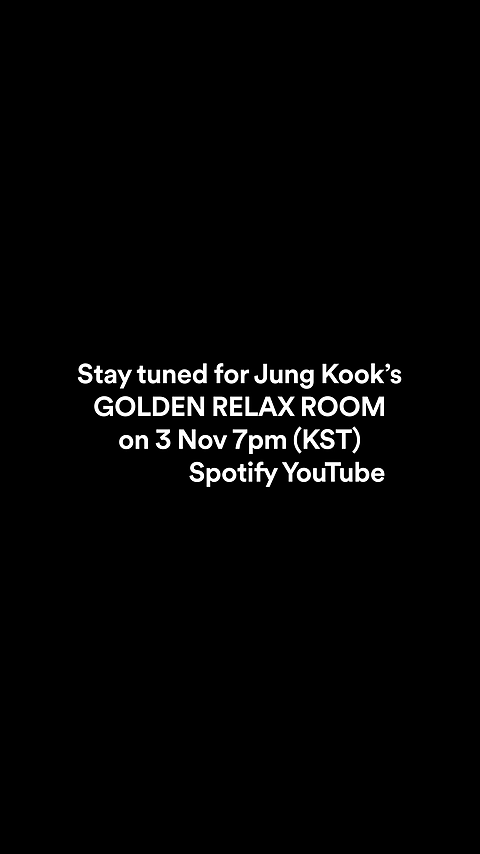 Stay tuned for Jung Kook’s
GOLDEN RELAX ROOM
on 3 Nov 7pm (KST)
Spotify YouTube